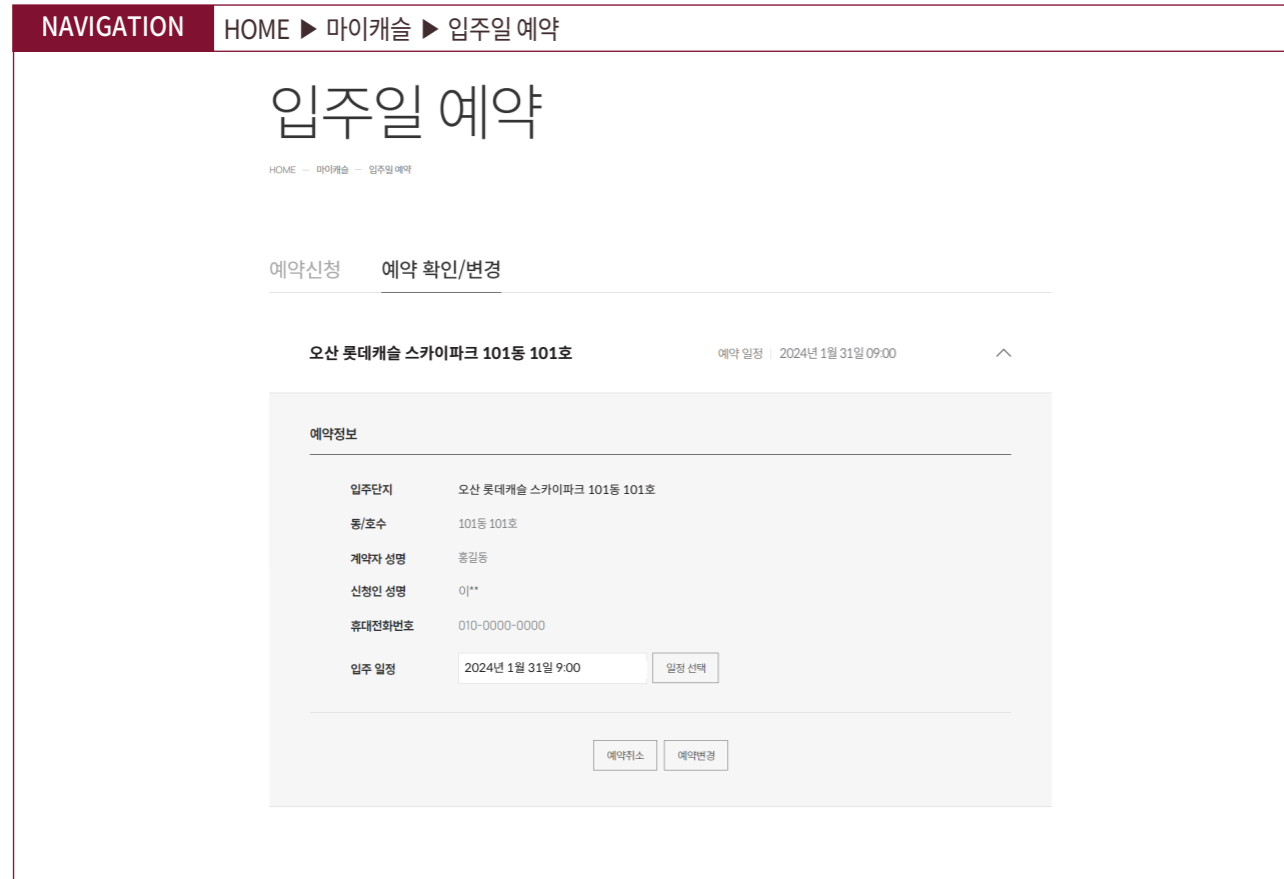 NAVIGATION HOME ▶ 마이캐슬 ▶ 입주일 예약
입주일 예약
HOME — 마이캐슬 — 입주일 예약
예약신청 예약 확인/변경
오산 롯데캐슬 스카이파크 101동 101호 예약 일정 | 2024년 1월 31일 09:00
예약정보
입주단지 오산 롯데캐슬 스카이파크 101동 101호
동/호수 101동 101호
계약자 성명 홍길동
신청인 성명 이**
휴대전화번호 010-0000-0000
입주 일정 2024년 1월 31일 9:00 일정 선택
예약취소 예약변경